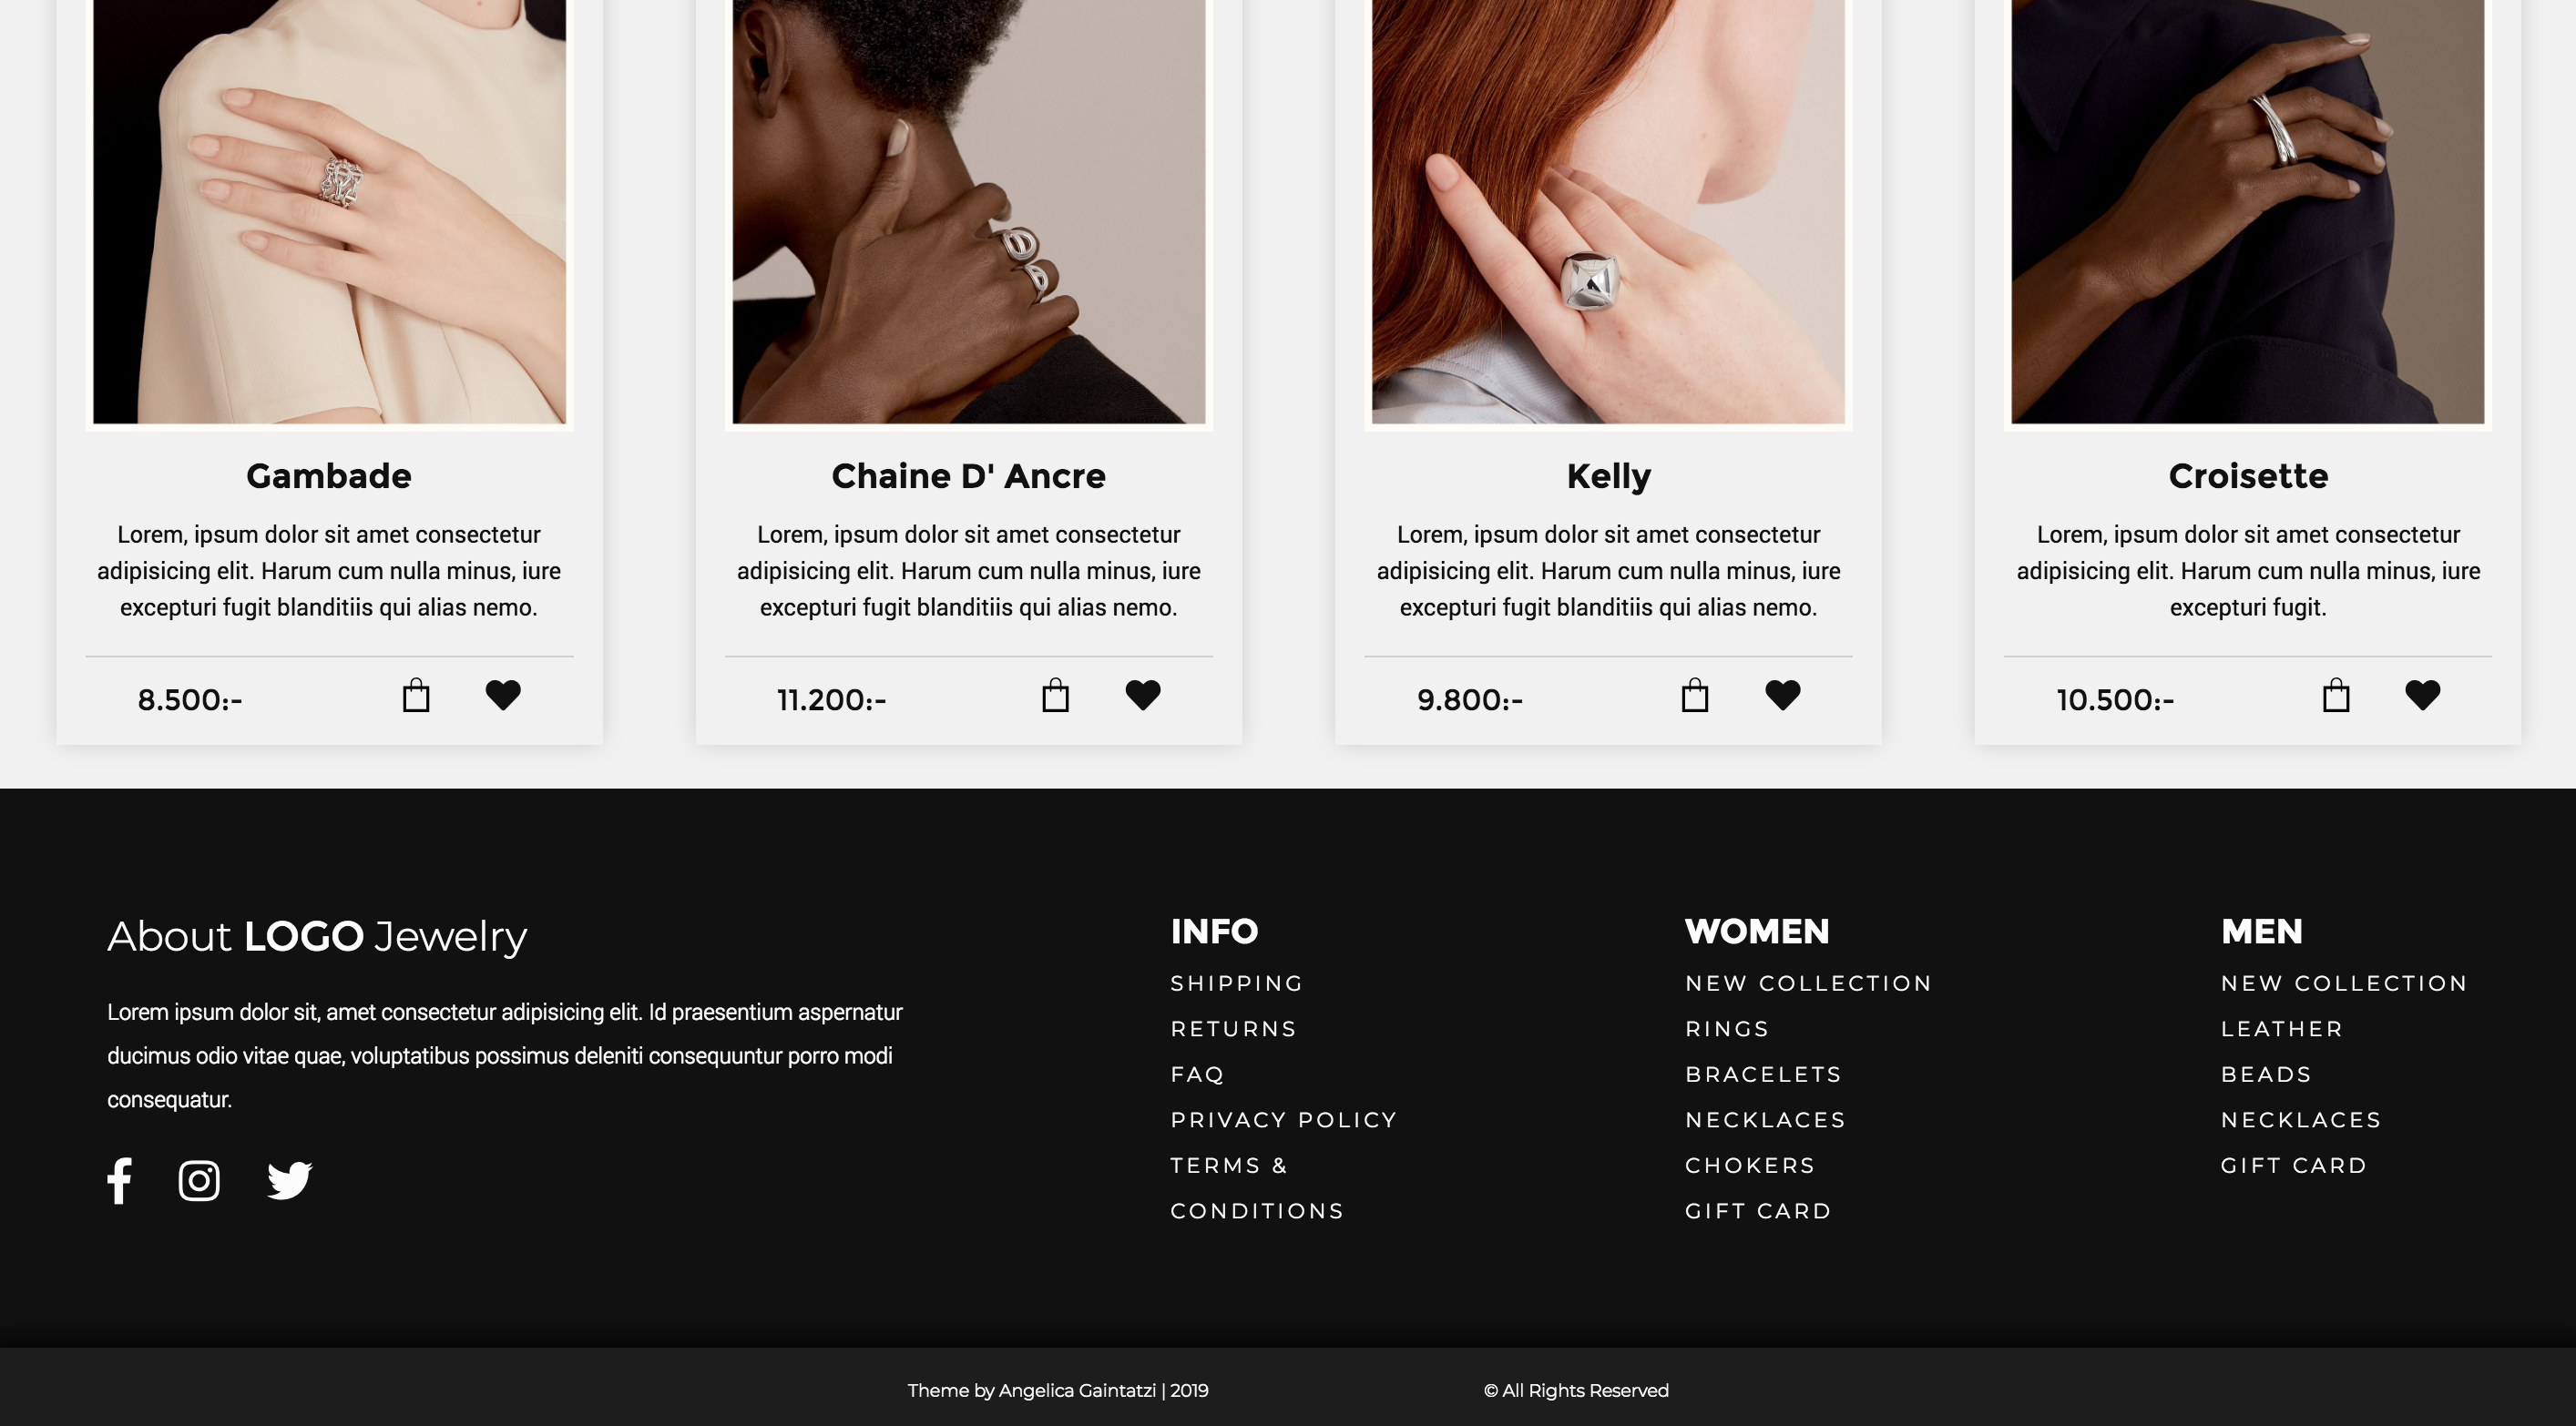 Gambade
Lorem, ipsum dolor sit amet consectetur
adipisicing elit. Harum cum nulla minus, iure
excepturi fugit blanditiis qui alias nemo.
8.500:-
Chaine D' Ancre
Lorem, ipsum dolor sit amet consectetur
adipisicing elit. Harum cum nulla minus, iure
excepturi fugit blanditiis qui alias nemo.
11.200:-
Kelly
Lorem, ipsum dolor sit amet consectetur
adipisicing elit. Harum cum nulla minus, iure
excepturi fugit blanditiis qui alias nemo.
9.800:-
Croisette
Lorem, ipsum dolor sit amet consectetur
adipisicing elit. Harum cum nulla minus, iure
excepturi fugit.
10.500:-
About LOGO Jewelry
Lorem ipsum dolor sit, amet consectetur adipisicing elit. Id praesentium aspernatur
ducimus odio vitae quae, voluptatibus possimus deleniti consequuntur porro modi
consequatur.
INFO
SHIPPING
RETURNS
FAQ
PRIVACY POLICY
TERMS &
CONDITIONS
WOMEN
NEW COLLECTION
RINGS
BRACELETS
NECKLACES
CHOKERS
GIFT CARD
MEN
NEW COLLECTION
LEATHER
BEADS
NECKLACES
GIFT CARD
Theme by Angelica Gaintatzi | 2019
© All Rights Reserved